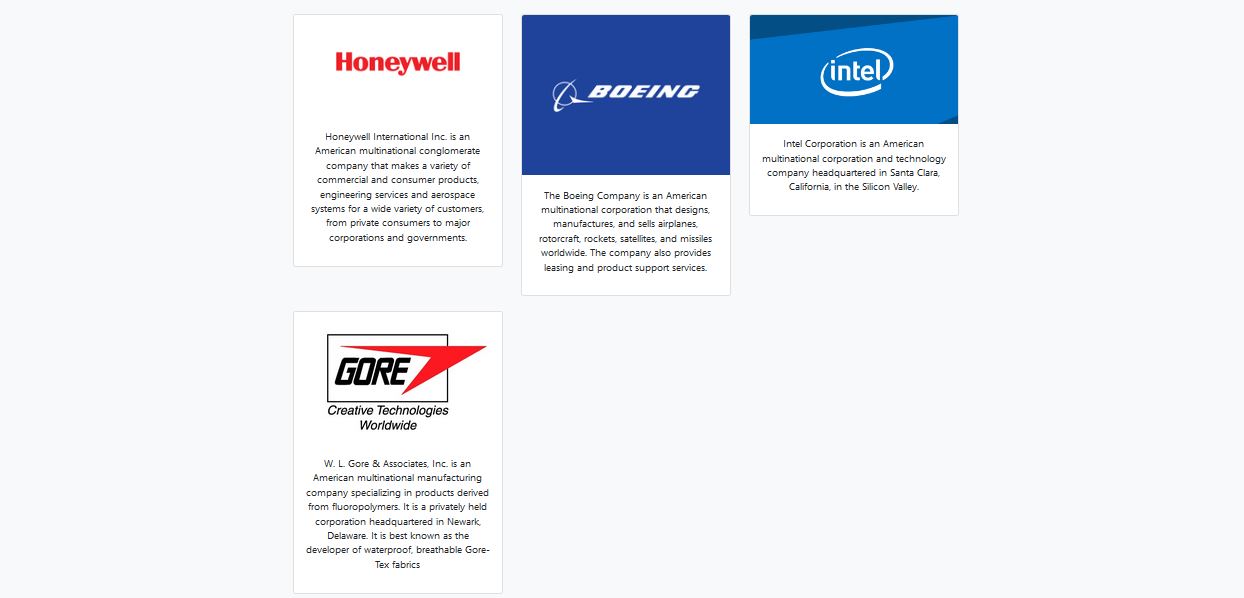 Honeywell
Honeywell International Inc. is an
American multinational conglomerate
company that makes a variety of
commercial and consumer products,
engineering services and aerospace
systems for a wide variety of customers,
from private consumers to major
corporations and governments.
BOEING
The Boeing Company is an American
multinational corporation that designs,
manufactures, and sells airplanes,
rotorcraft, rockets, satellites, and missiles
worldwide. The company also provides
leasing and product support services.
intel
Intel Corporation is an American
multinational corporation and technology
company headquartered in Santa Clara,
California, in the Silicon Valley.
GORE
Creative Technologies
Worldwide
W. L. Gore & Associates, Inc. is an
American multinational manufacturing
company specializing in products derived
from fluoropolymers. It is a privately held
corporation headquartered in Newark,
Delaware. It is best known as the
developer of waterproof, breathable Gore-
Tex fabrics